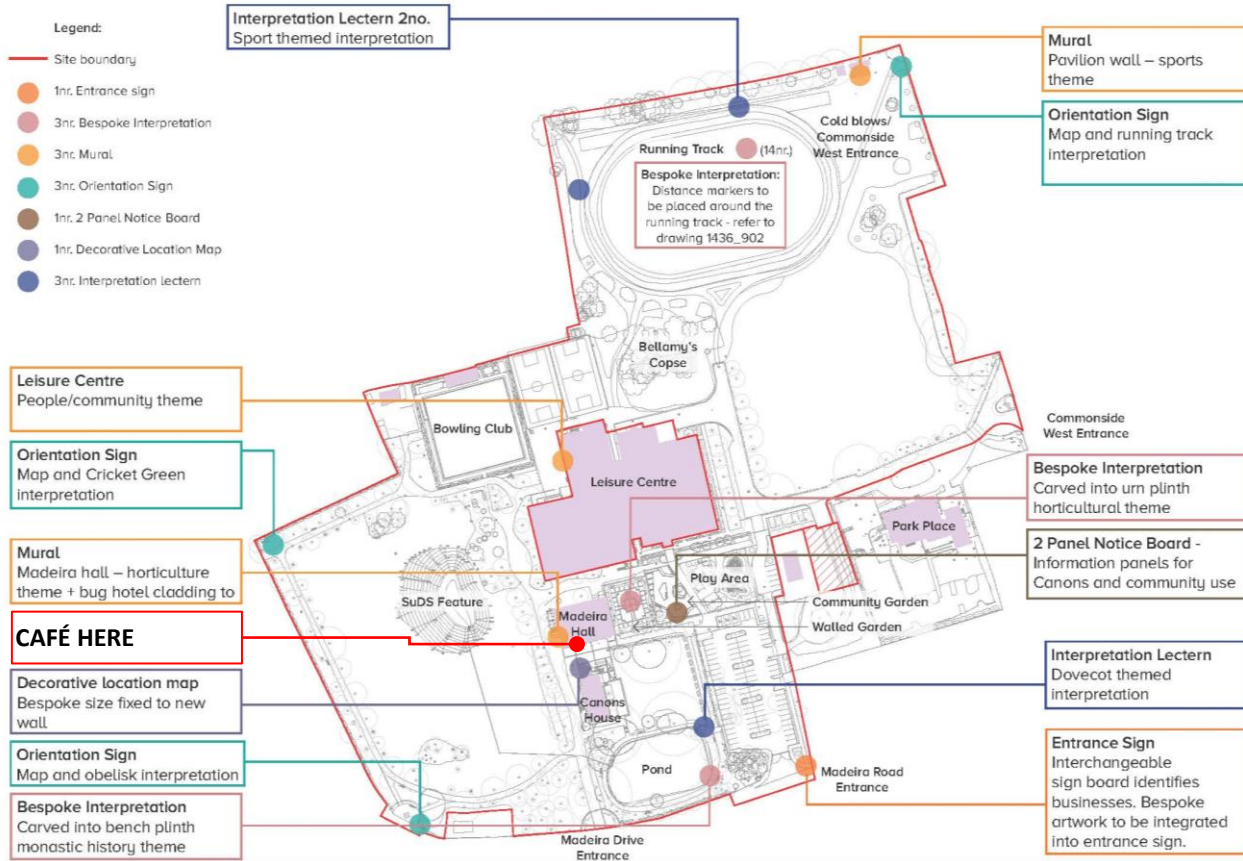 Legend:
Site boundary
1nr. Entrance sign
3nr. Bespoke Interpretation
3nr. Mural
3nr. Orientation Sign
1nr. 2 Panel Notice Board
1nr. Decorative Location Map
3nr. Interpretation lectern
Interpretation Lectern 2no.
Sport themed interpretation
Mural
Pavilion wall – sports
theme
Orientation Sign
Map and running track
interpretation
Cold blows/
Commonside
West Entrance
Running Track
(14nr.)
Bespoke Interpretation:
Distance markers to
be placed around the
running track - refer to
drawing 1436_902
Bellamy's
Copse
Leisure Centre
People/community theme
Bowling Club
Orientation Sign
Map and Cricket Green
interpretation
Leisure Centre
Commonside
West Entrance
Bespoke Interpretation
Carved into urn plinth
horticultural theme
Park Place
2 Panel Notice Board -
Information panels for
Canons and community use
Mural
Madeira hall – horticulture
theme + bug hotel cladding to
SuDS Feature
Play Area
Community Garden
Walled Garden
Madeira
Hall
CAFÉ HERE
Decorative location map
Bespoke size fixed to new
wall
Canons
House
Interpretation Lectern
Dovecot themed
interpretation
Orientation Sign
Map and obelisk interpretation
Pond
Madeira Road
Entrance
Entrance Sign
Interchangeable
sign board identifies
businesses. Bespoke
artwork to be integrated
into entrance sign.
Bespoke Interpretation
Carved into bench plinth
monastic history theme
Madeira Drive
Entrance